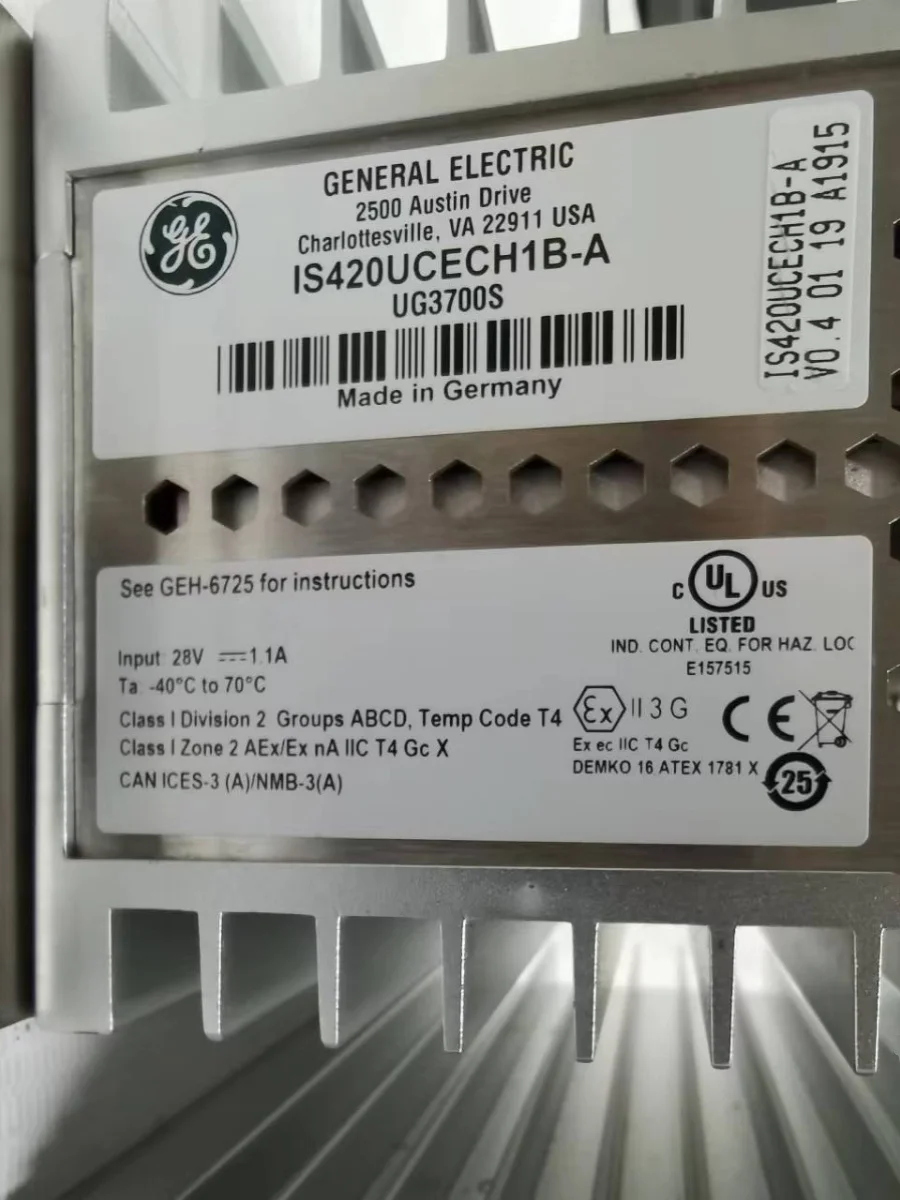 GE
GENERAL ELECTRIC
2500 Austin Drive
Charlottesville, VA 22911 USA
IS420UCECH1B-A
UG3700S
Made in Germany
IS420UCECH1B-A
V0.4 01 19 A1915
See GEH-6725 for instructions
Input: 28V ⎓1.1A
Ta: -40°C to 70°C
Class I Division 2 Groups ABCD, Temp Code T4
Class I Zone 2 AEx/Ex nA IIC T4 Gc X
CAN ICES-3 (A)/NMB-3(A)
C UL US
LISTED
IND. CONT. EQ. FOR HAZ. LOC
E157515
Ex II 3 G
CE
Ex ec IIC T4 Gc
DEMKO 16 ATEX 1781 X
25